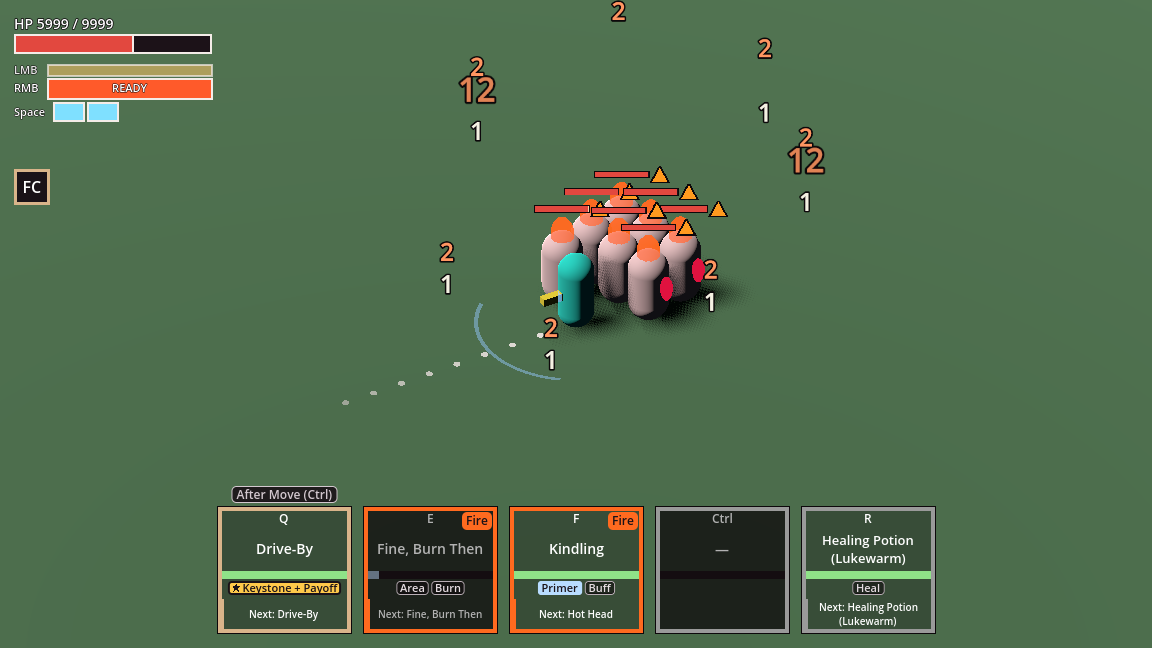 HP 5999 / 9999
LMB
RMB READY
Space
FC
2
2
2
12
1
1
2
12
1
2
1
2
1
2
1
After Move (Ctrl)
Q
Drive-By
★ Keystone + Payoff
Next: Drive-By
E
Fire
Fine, Burn Then
Area Burn
Next: Fine, Burn Then
F
Fire
Kindling
Primer Buff
Next: Hot Head
Ctrl
—
R
Healing Potion
(Lukewarm)
Heal
Next: Healing Potion
(Lukewarm)